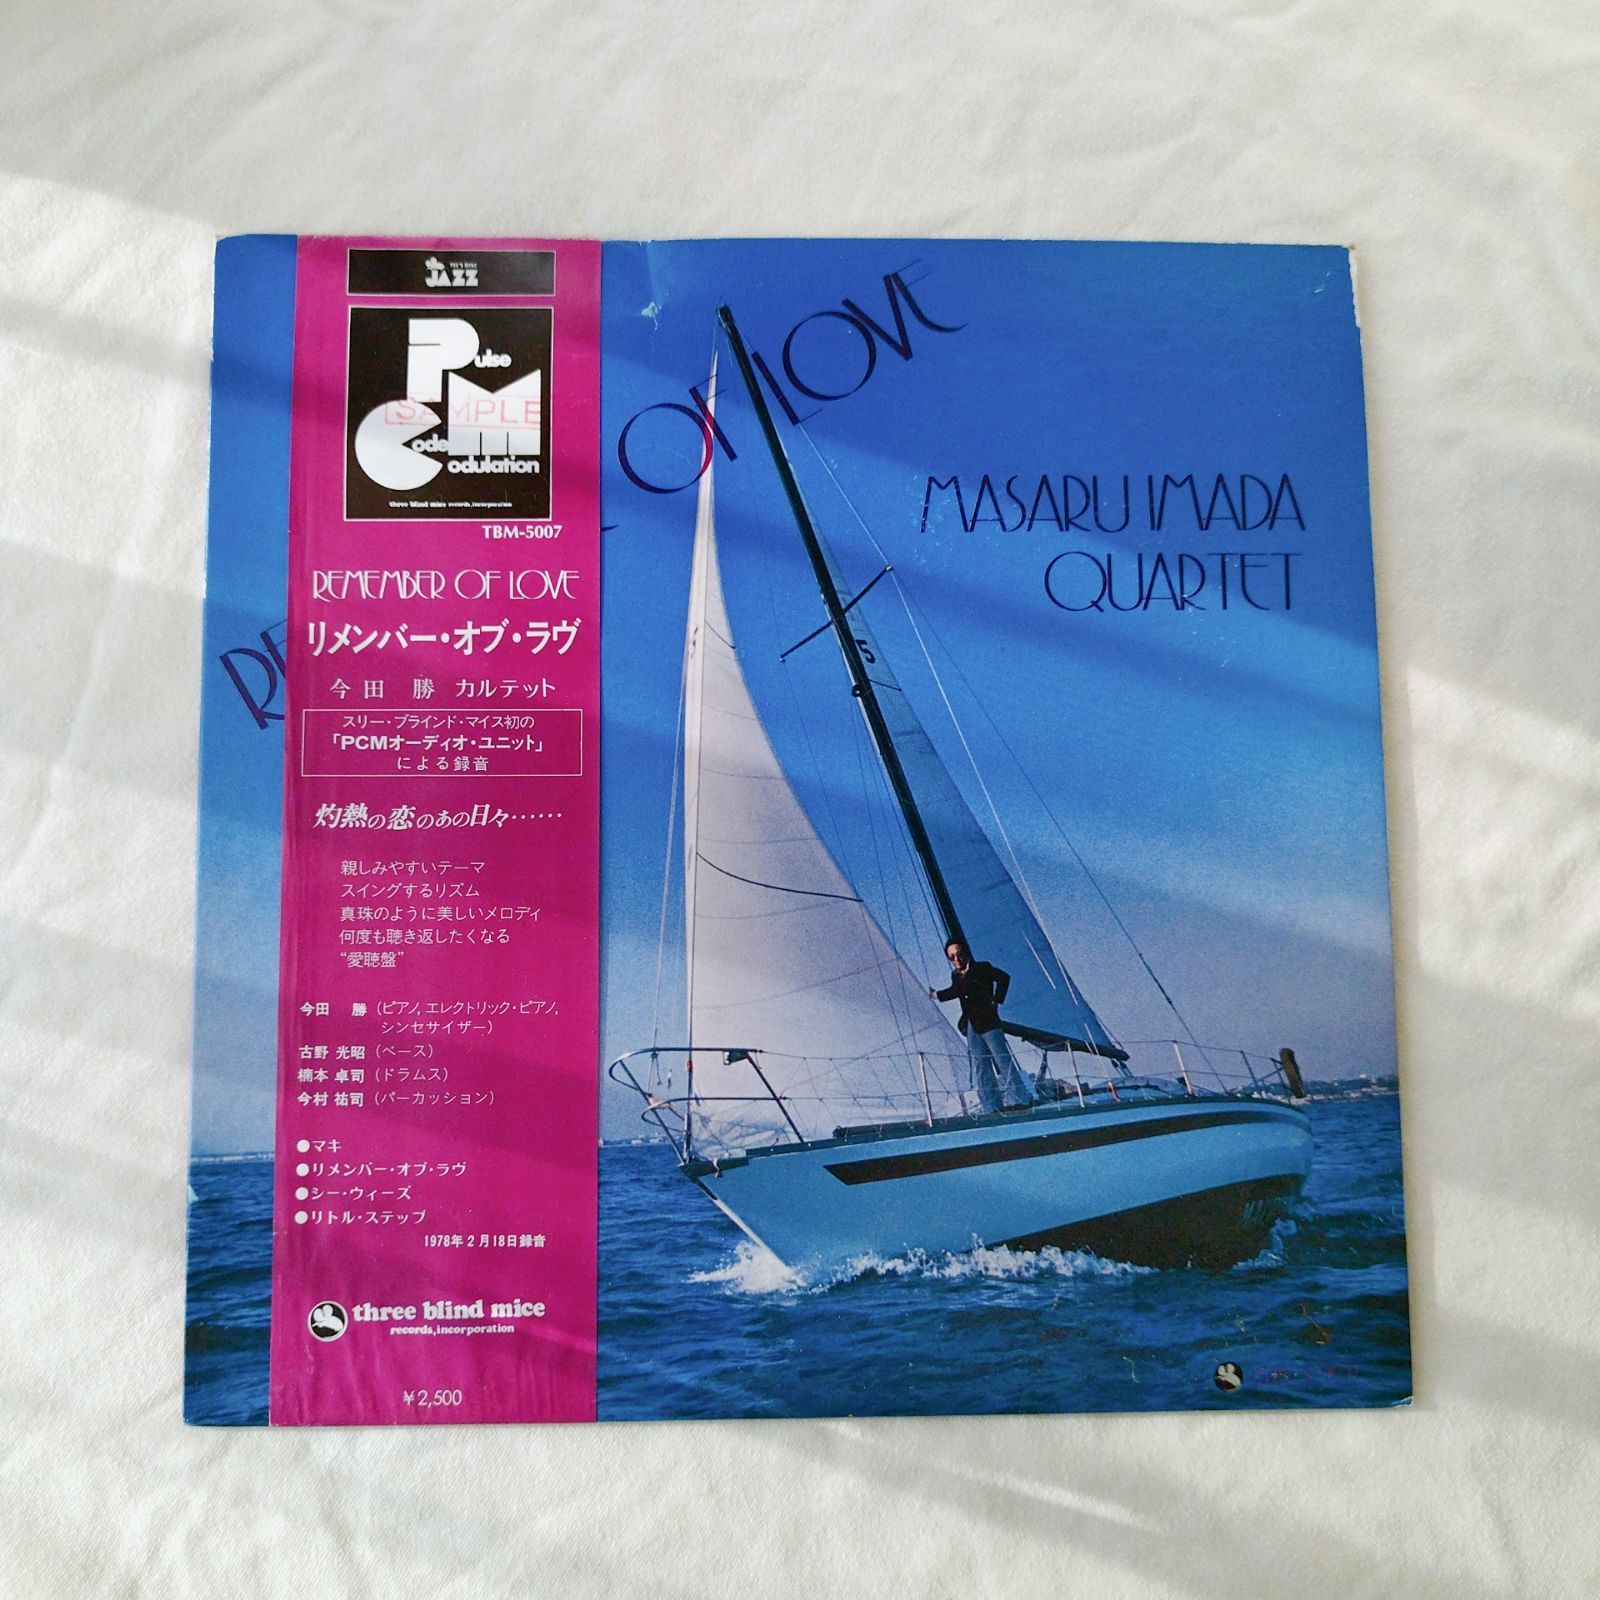 TEE'S DISC
JAZZ
Pulse
SAMPLE
Code
Modulation
three blind mice records, incorporation
TBM-5007
REMEMBER OF LOVE
リメンバー・オブ・ラヴ
今田 勝 カルテット
スリー・ブラインド・マイス初の
「PCMオーディオ・ユニット」
による録音
灼熱の恋のあの日々……
親しみやすいテーマ
スイングするリズム
真珠のように美しいメロディ
何度も聴き返したくなる
“愛聴盤”
今田 勝(ピアノ, エレクトリック・ピアノ,
シンセサイザー)
古野 光昭(ベース)
楠本 卓司(ドラムス)
今村 祐司(パーカッション)
●マキ
●リメンバー・オブ・ラヴ
●シー・ウィーズ
●リトル・ステップ
1978年2月18日録音
three blind mice
records, incorporation
¥2,500
RE
OF LOVE
MASARU IMADA
QUARTET
5